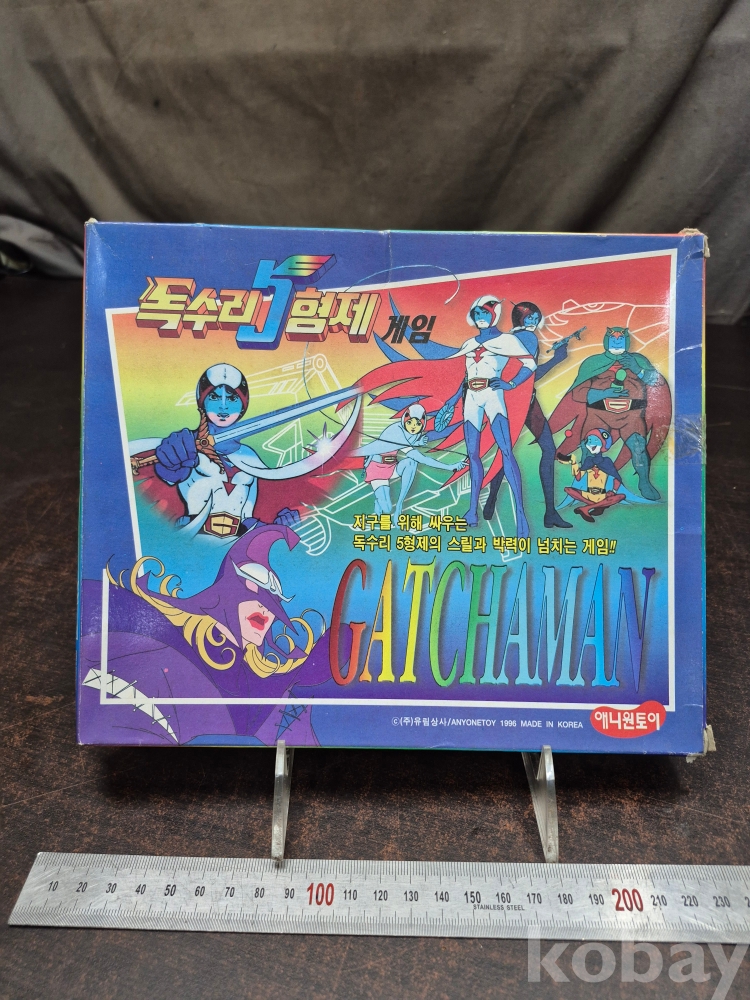 독수리5형제 게임
지구를 위해 싸우는
독수리 5형제의 스릴과 박력이 넘치는 게임!!
GATCHAMAN
ⓒ(주)유림상사/ANYONETOY 1996 MADE IN KOREA
애니원토이
10 20 30 40 50 60 70 80 90 100 110 120 130 140 150 160 170 180 190 200 210 220 230
STAINLESS STEEL
kobay